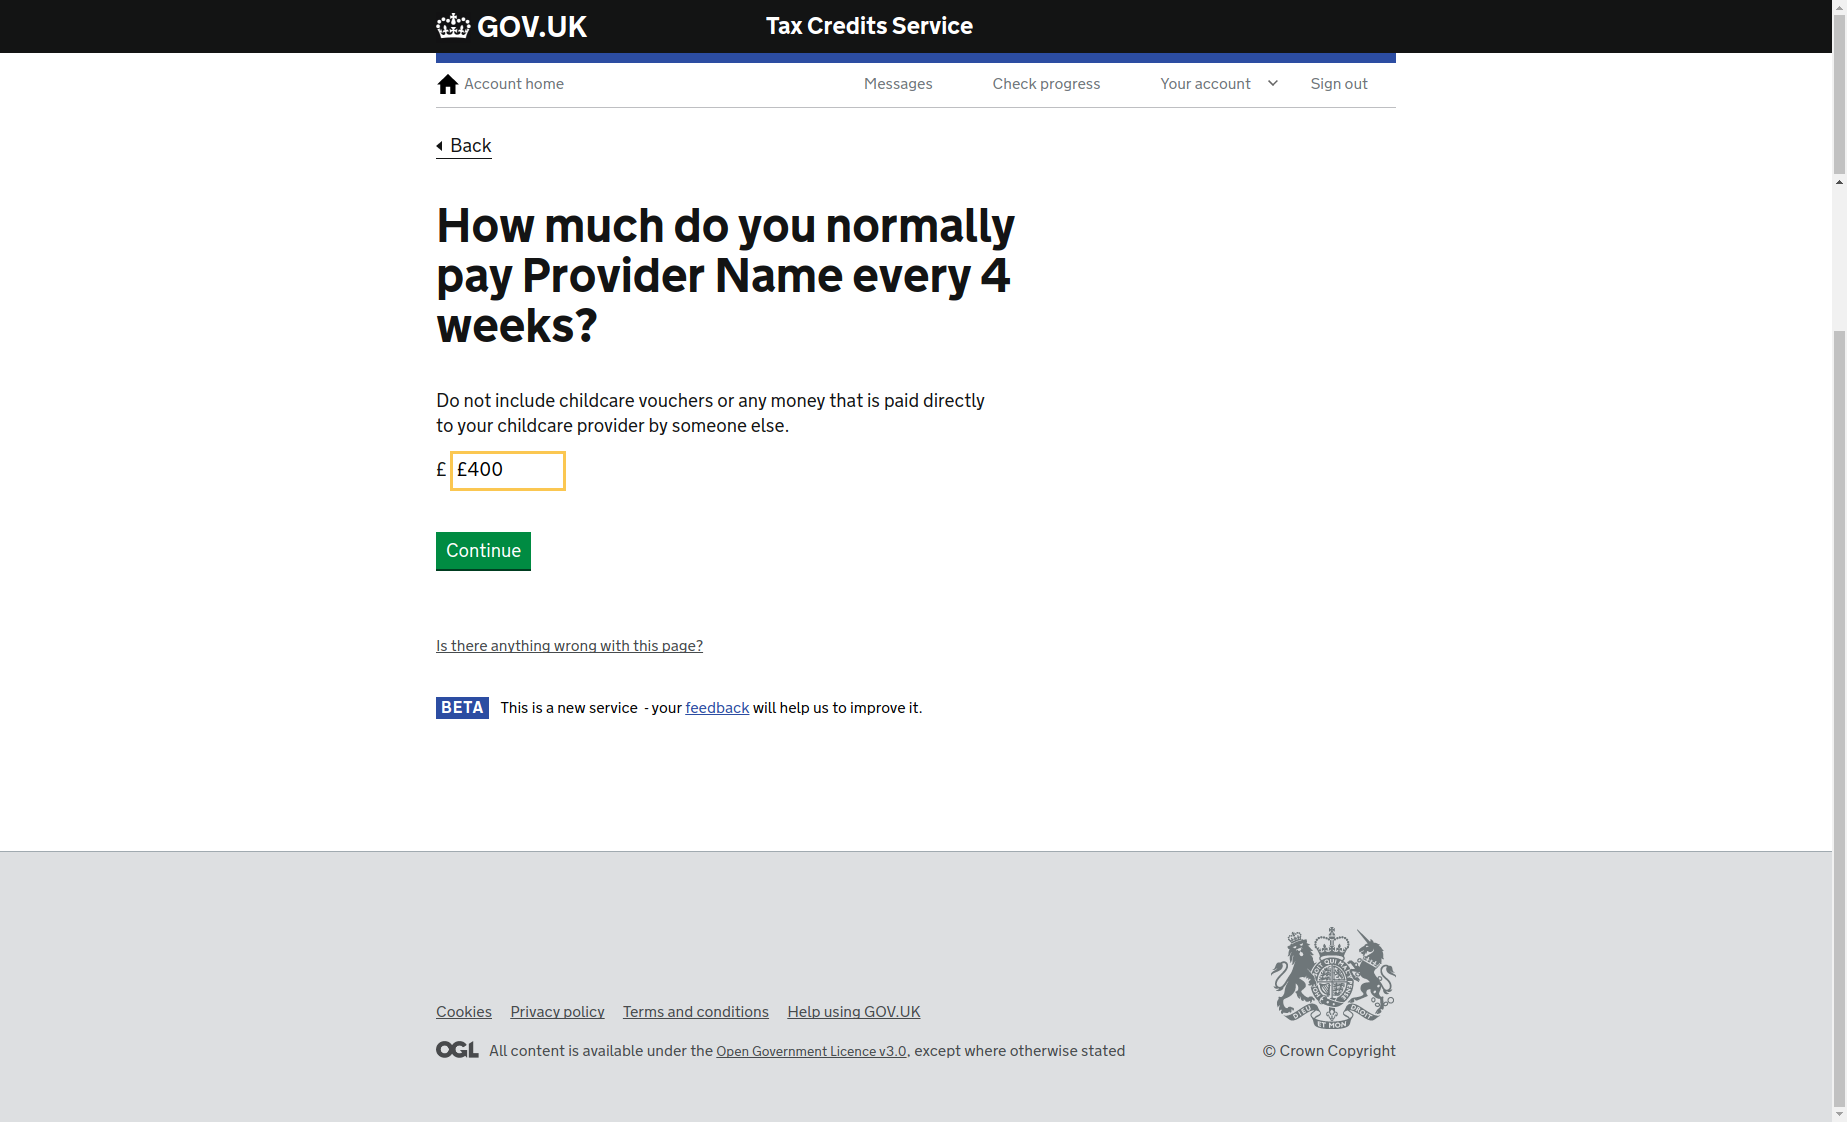 GOV.UK Tax Credits Service
Account home Messages Check progress Your account Sign out
Back
How much do you normally
pay Provider Name every 4
weeks?
Do not include childcare vouchers or any money that is paid directly
to your childcare provider by someone else.
£ £400
Continue
Is there anything wrong with this page?
BETA This is a new service - your feedback will help us to improve it.
Cookies Privacy policy Terms and conditions Help using GOV.UK
OGL All content is available under the Open Government Licence v3.0, except where otherwise stated
© Crown Copyright